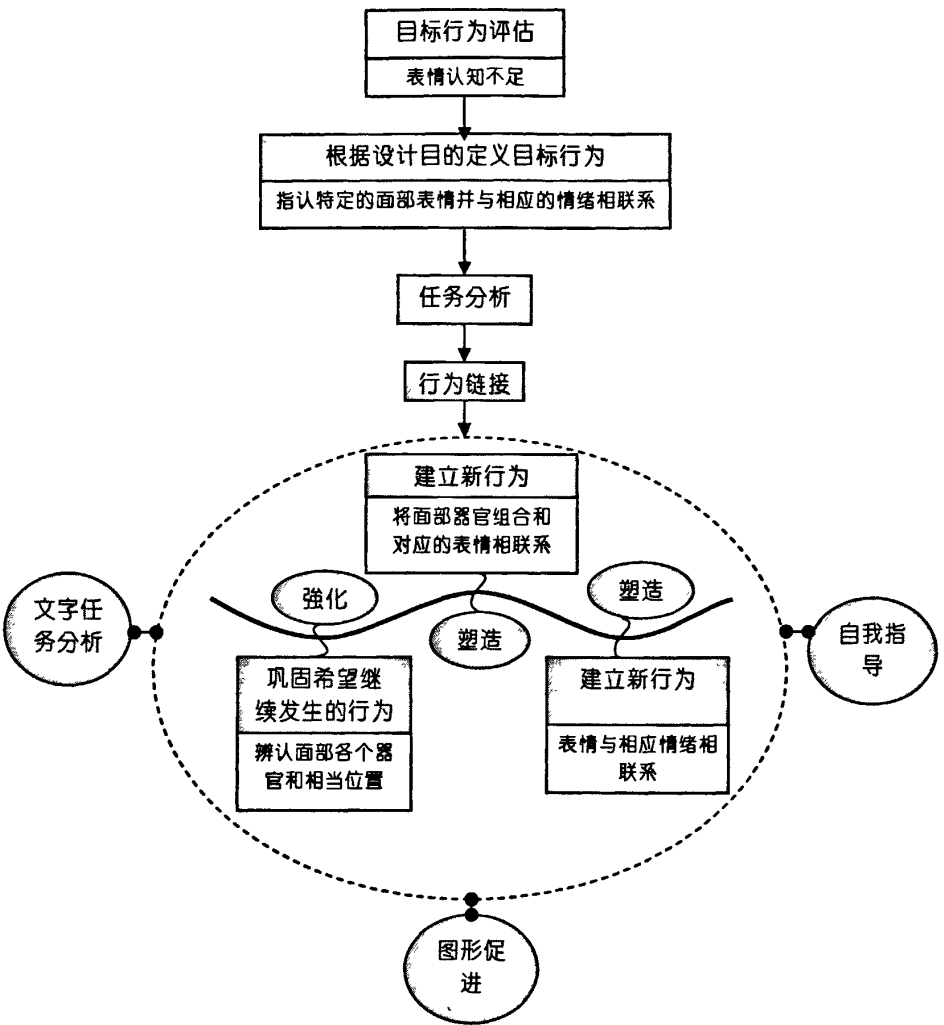 目标行为评估
表情认知不足
根据设计目的定义目标行为
指认特定的面部表情并与相应的情绪相联系
任务分析
行为链接
建立新行为
将面部器官组合和
对应的表情相联系
強化
塑造
塑造
文字任
务分析
自我指
导
巩固希望继
续发生的行为
辨认面部各个器
官和相当位置
建立新行为
表情与相应情绪相
联系
图形促
进